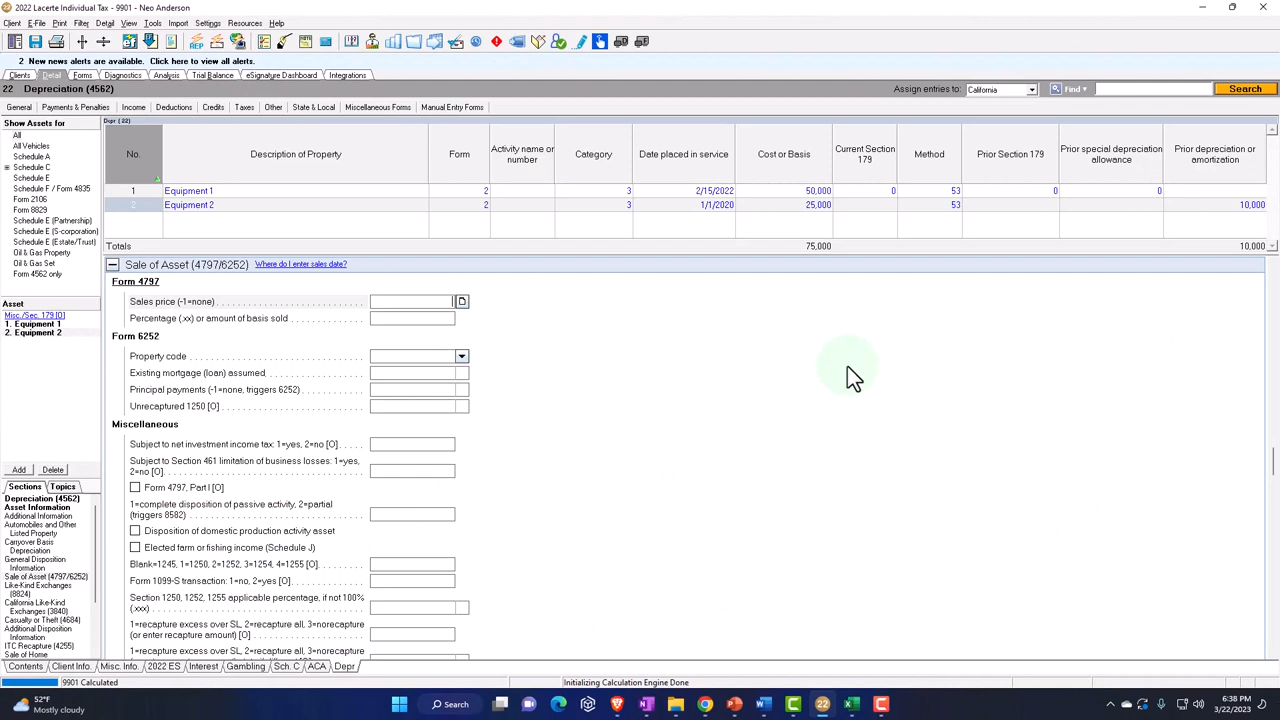 2022 Lacerte Individual Tax - 9901 - Neo Anderson
Client E-File Print Filter Detail View Tools Import Settings Resources Help
2 New news alerts are available. Click here to view all alerts.
Clients Detail Forms Diagnostics Analysis Trial Balance eSignature Dashboard Integrations
22 Depreciation (4562) Assign entries to: California Find Search
General Payments & Penalties Income Deductions Credits Taxes Other State & Local Miscellaneous Forms Manual Entry Forms
Show Assets for
All
All Vehicles
Schedule A
Schedule C
Schedule E
Schedule F / Form 4835
Form 2106
Form 8829
Schedule E (Partnership)
Schedule E (S-corporation)
Schedule E (Estate/Trust)
Oil & Gas Property
Oil & Gas Set
Form 4562 only
Asset
Misc./Sec. 179 [O]
1. Equipment 1
2. Equipment 2
Add Delete
Sections Topics
Depreciation (4562)
Asset Information
Additional Information
Automobiles and Other
Listed Property
Carryover Basis
Depreciation
General Disposition
Information
Sale of Asset (4797/6252)
Like-Kind Exchanges
(8824)
California Like-Kind
Exchanges (3840)
Casualty or Theft (4684)
Additional Disposition
Information
ITC Recapture (4255)
Sale of Home
Depr (22)
No. Description of Property Form Activity name or number Category Date placed in service Cost or Basis Current Section 179 Method Prior Section 179 Prior special depreciation allowance Prior depreciation or amortization
1 Equipment 1 2 3 2/15/2022 50,000 0 53 0 0
2 Equipment 2 2 3 1/1/2020 25,000 53 10,000
Totals 75,000 10,000
Sale of Asset (4797/6252) Where do I enter sales date?
Form 4797
Sales price (-1=none)
Percentage (.xx) or amount of basis sold
Form 6252
Property code
Existing mortgage (loan) assumed
Principal payments (-1=none, triggers 6252)
Unrecaptured 1250 [O]
Miscellaneous
Subject to net investment income tax: 1=yes, 2=no [O]
Subject to Section 461 limitation of business losses: 1=yes,
2=no [O]
Form 4797, Part I [O]
1=complete disposition of passive activity, 2=partial
(triggers 8582)
Disposition of domestic production activity asset
Elected farm or fishing income (Schedule J)
Blank=1245, 1=1250, 2=1252, 3=1254, 4=1255 [O]
Form 1099-S transaction: 1=no, 2=yes [O]
Section 1250, 1252, 1255 applicable percentage, if not 100%
(.xxx)
1=recapture excess over SL, 2=recapture all, 3=norecapture
(or enter recapture amount) [O]
1=recapture excess over SL, 2=recapture all, 3=norecapture
Contents Client Info. Misc. Info. 2022 ES Interest Gambling Sch. C ACA Depr
9901 Calculated Initializing Calculation Engine Done
52°F
Mostly cloudy
Search
6:38 PM
3/22/2023